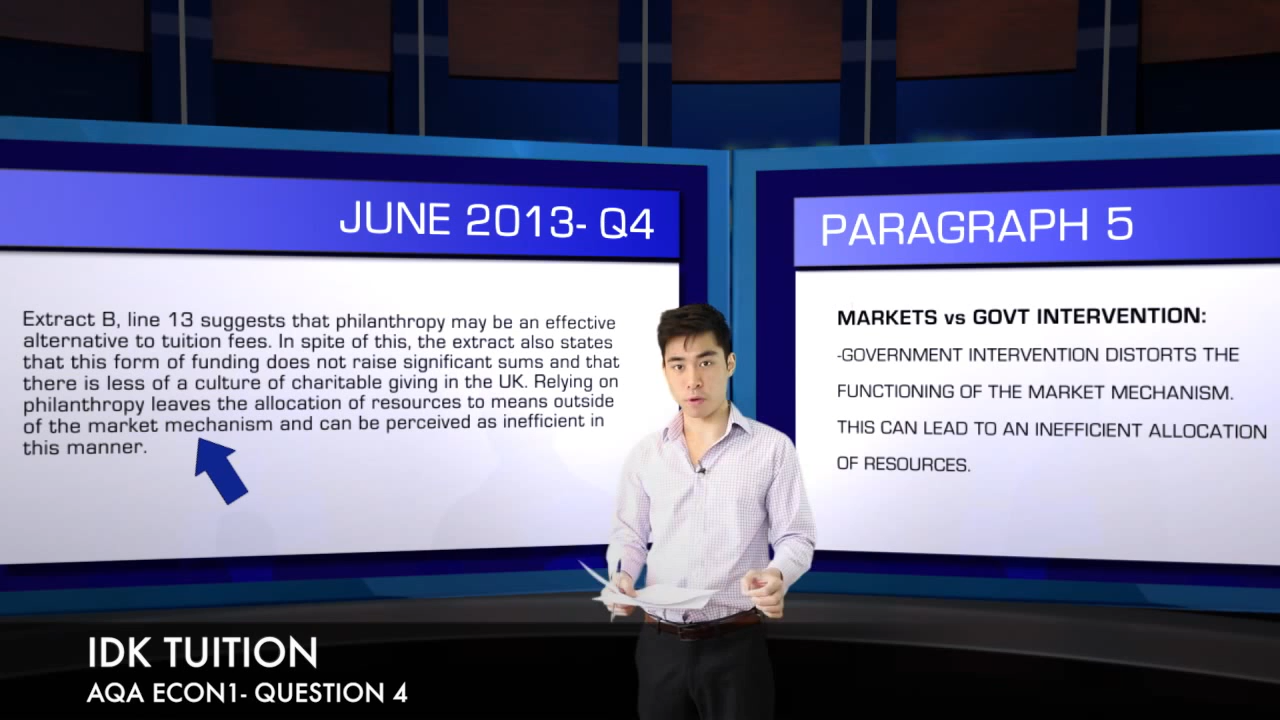 JUNE 2013- Q4
Extract B, line 13 suggests that philanthropy may be an effective
alternative to tuition fees. In spite of this, the extract also states
that this form of funding does not raise significant sums and that
there is less of a culture of charitable giving in the UK. Relying on
philanthropy leaves the allocation of resources to means outside
of the market mechanism and can be perceived as inefficient in
this manner.
PARAGRAPH 5
MARKETS vs GOVT INTERVENTION:
-GOVERNMENT INTERVENTION DISTORTS THE
FUNCTIONING OF THE MARKET MECHANISM.
THIS CAN LEAD TO AN INEFFICIENT ALLOCATION
OF RESOURCES.
IDK TUITION
AQA ECON1- QUESTION 4